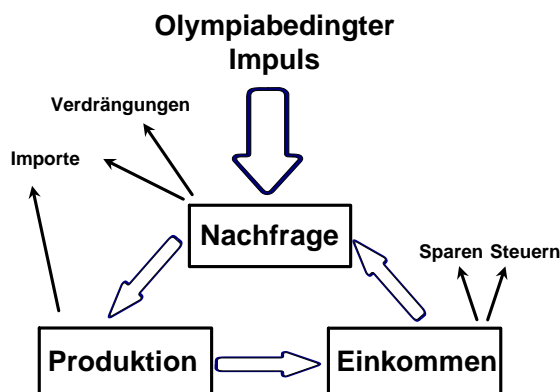 Olympiabedingter
Impuls
Verdrängungen
Importe
Nachfrage
Sparen Steuern
Produktion
Einkommen